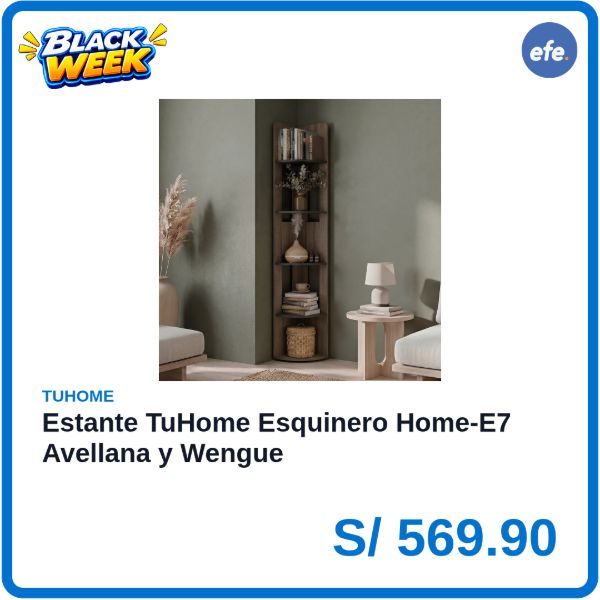 BLACK
WEEK
efe.
TUHOME
Estante TuHome Esquinero Home-E7
Avellana y Wengue
S/ 569.90